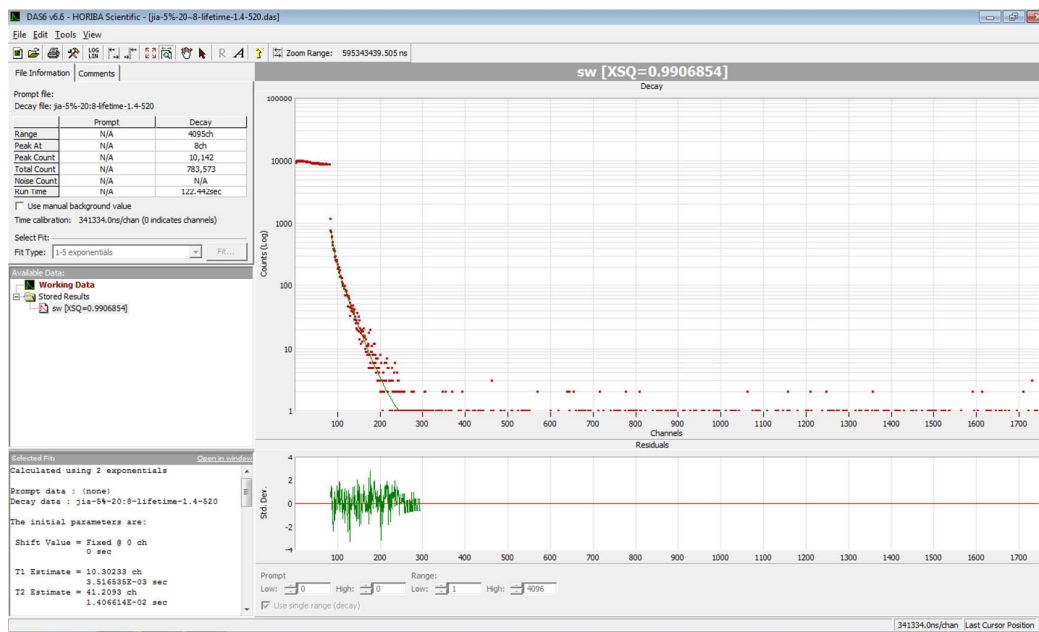 DAS6 v6.6 - HORIBA Scientific - [jia-5%-20~8-lifetime-1.4-520.das]
File Edit Tools View
LOG LIN R A ? Zoom Range: 595343439.505 ns
File Information Comments
Prompt file:
Decay file: jia-5%-20:8-lifetime-1.4-520
Prompt Decay
Range N/A 4095ch
Peak At N/A 8ch
Peak Count N/A 10,142
Total Count N/A 783,573
Noise Count N/A N/A
Run Time N/A 122.442sec
Use manual background value
Time calibration: 341334.0ns/chan (0 indicates channels)
Select Fit:
Fit Type: 1-5 exponentials Fit...
Available Data:
Working Data
Stored Results
sw [XSQ=0.9906854]
Selected Fit: Open in window
Calculated using 2 exponentials
Prompt data : (none)
Decay data : jia-5%-20:8-lifetime-1.4-520
The initial parameters are:
Shift Value = Fixed @ 0 ch
0 sec
T1 Estimate = 10.30233 ch
3.516535E-03 sec
T2 Estimate = 41.2093 ch
1.406614E-02 sec
sw [XSQ=0.9906854]
Decay
Counts (Log)
100000
10000
1000
100
10
1
100 200 300 400 500 600 700 800 900 1000 1100 1200 1300 1400 1500 1600 1700
Channels
Residuals
Std. Dev.
4
2
0
-2
-4
100 200 300 400 500 600 700 800 900 1000 1100 1200 1300 1400 1500 1600 1700
Prompt Range:
Low: 0 High: 0 Low: 1 High: 4096
Use single range (decay)
341334.0ns/chan Last Cursor Position